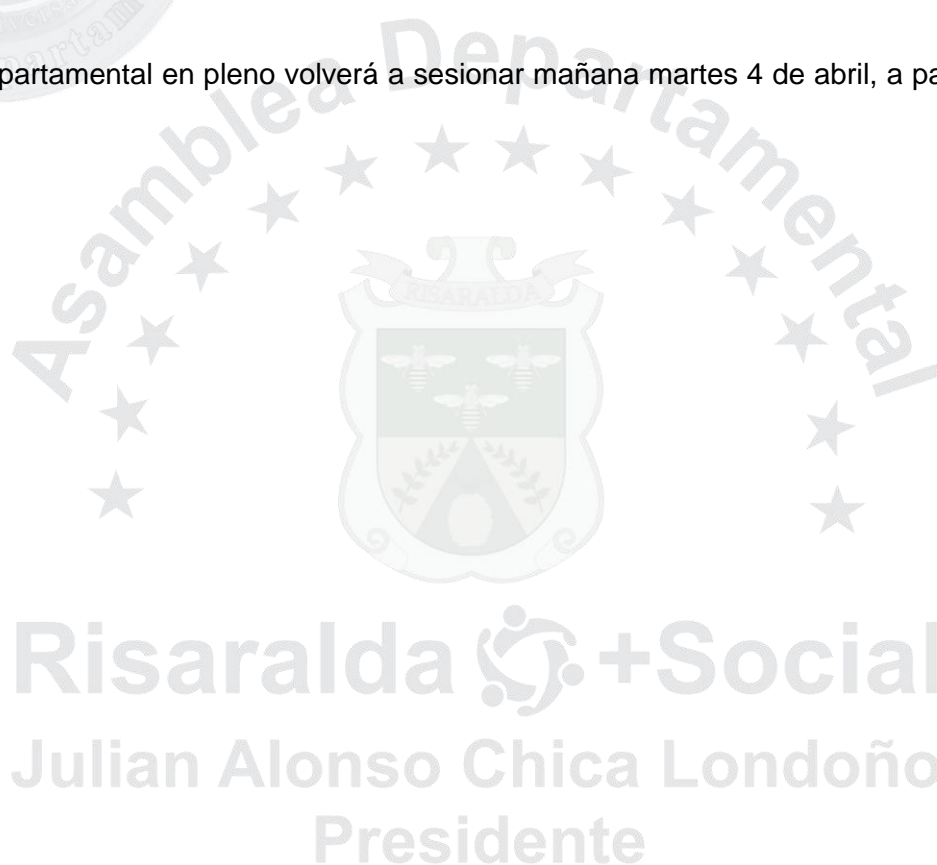 partamental en pleno volverá a sesionar mañana martes 4 de abril, a pa
Asamblea Departamental
RISARALDA
Risaralda +Social
Julian Alonso Chica Londoño
Presidente